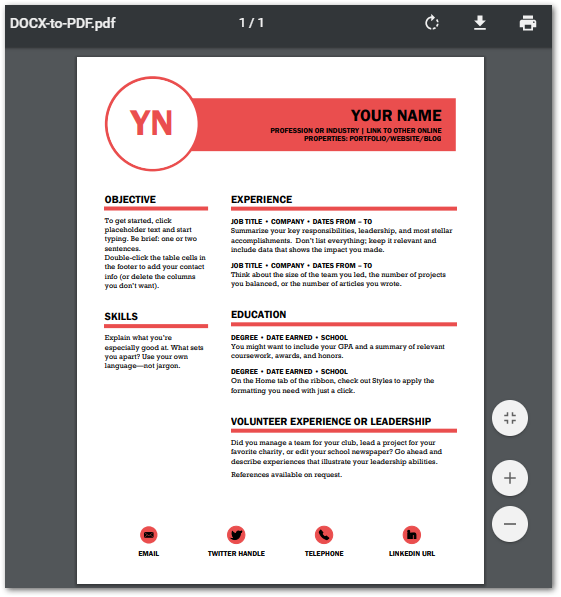 DOCX-to-PDF.pdf
1 / 1
YN
YOUR NAME
PROFESSION OR INDUSTRY | LINK TO OTHER ONLINE
PROPERTIES: PORTFOLIO/WEBSITE/BLOG
OBJECTIVE
To get started, click
placeholder text and start
typing. Be brief: one or two
sentences.
Double-click the table cells in
the footer to add your contact
info (or delete the columns
you don't want).
SKILLS
Explain what you're
especially good at. What sets
you apart? Use your own
language—not jargon.
EXPERIENCE
JOB TITLE • COMPANY • DATES FROM – TO
Summarize your key responsibilities, leadership, and most stellar
accomplishments. Don't list everything; keep it relevant and
include data that shows the impact you made.
JOB TITLE • COMPANY • DATES FROM – TO
Think about the size of the team you led, the number of projects
you balanced, or the number of articles you wrote.
EDUCATION
DEGREE • DATE EARNED • SCHOOL
You might want to include your GPA and a summary of relevant
coursework, awards, and honors.
DEGREE • DATE EARNED • SCHOOL
On the Home tab of the ribbon, check out Styles to apply the
formatting you need with just a click.
VOLUNTEER EXPERIENCE OR LEADERSHIP
Did you manage a team for your club, lead a project for your
favorite charity, or edit your school newspaper? Go ahead and
describe experiences that illustrate your leadership abilities.
References available on request.
EMAIL
TWITTER HANDLE
TELEPHONE
LINKEDIN URL